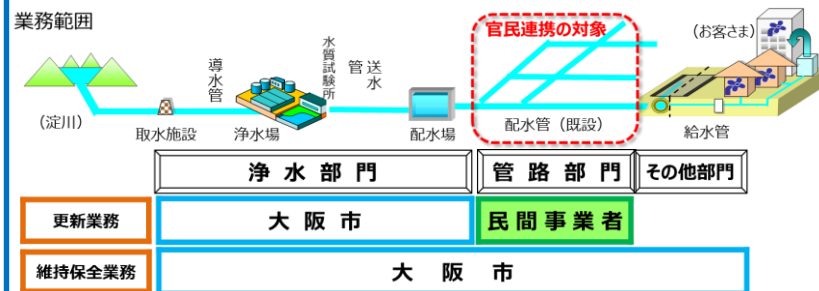 業務範囲
官民連携の対象
(お客さま)
導水管
水質試験所
送水管
(淀川)
取水施設
浄水場
配水場
配水管（既設）
給水管
浄水部門
管路部門
その他部門
更新業務
大阪市
民間事業者
維持保全業務
大阪市